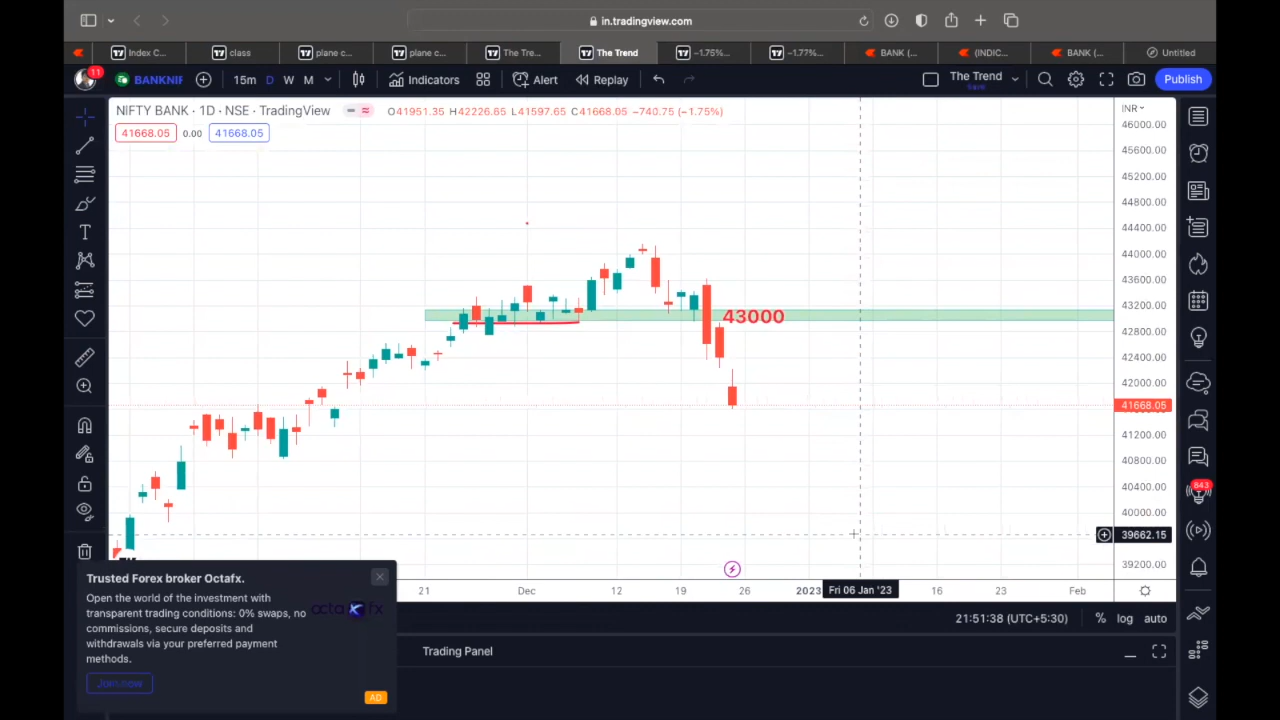 in.tradingview.com
Index C...
class
plane c...
plane c...
The Tre...
The Trend
−1.75%...
−1.77%...
BANK (...
(INDIC...
BANK (...
Untitled
11
BANKNIF
15m D W M
Indicators
Alert
Replay
The Trend
Save
Publish
NIFTY BANK · 1D · NSE · TradingView
O41951.35 H42226.65 L41597.65 C41668.05 −740.75 (−1.75%)
INR
41668.05 0.00 41668.05
46000.00
45600.00
45200.00
44800.00
44400.00
44000.00
43600.00
43200.00
43000
42800.00
42400.00
42000.00
41668.05
41200.00
40800.00
40400.00
843
40000.00
39662.15
39200.00
21
Dec
12
19
26
2023
Fri 06 Jan '23
16
23
Feb
21:51:38 (UTC+5:30)
% log auto
Trading Panel
Trusted Forex broker Octafx.
Open the world of the investment with
transparent trading conditions: 0% swaps, no
commissions, secure deposits and
withdrawals via your preferred payment
methods.
octa fx
Join now
AD